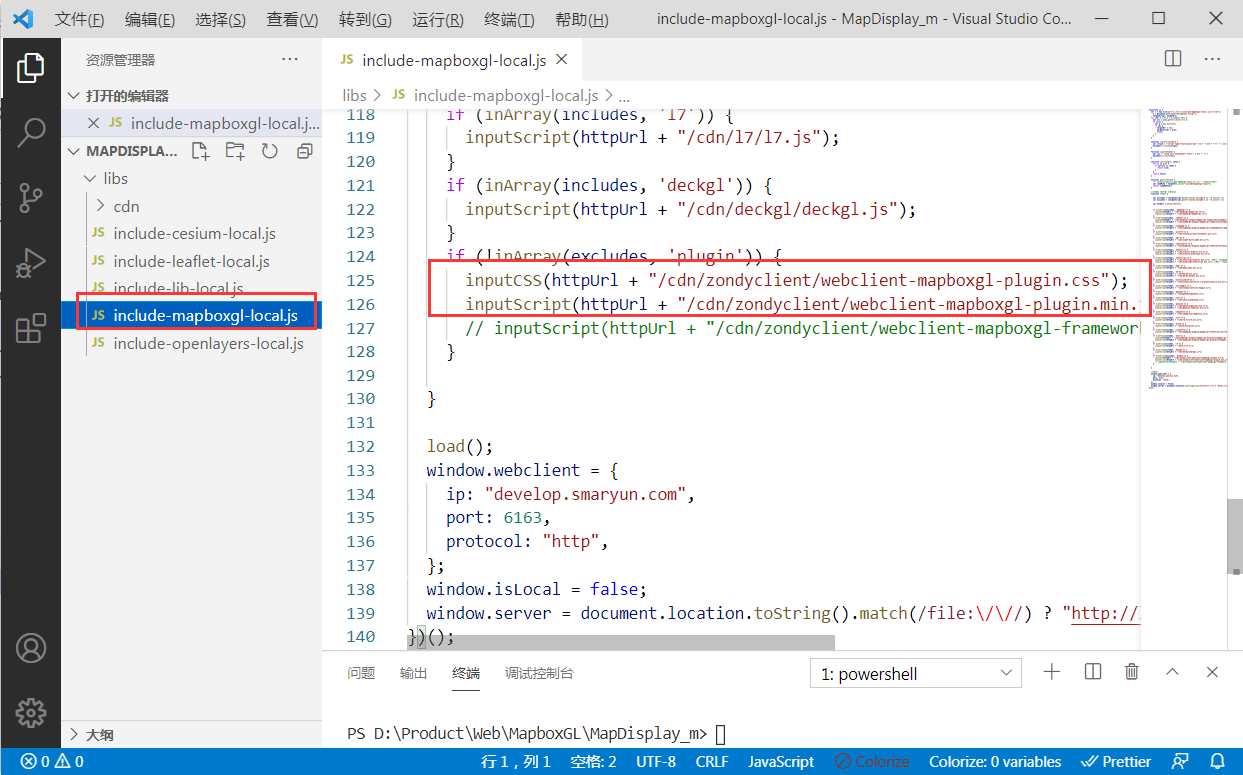 文件(F) 编辑(E) 选择(S) 查看(V) 转到(G) 运行(R) 终端(T) 帮助(H) include-mapboxgl-local.js - MapDisplay_m - Visual Studio Co...
资源管理器
打开的编辑器
JS include-mapboxgl-local.j...
MAPDISPLA...
libs
cdn
JS include-cesium-local.js
JS include-leaflet-local.js
JS include-lib-local.js
JS include-mapboxgl-local.js
JS include-openlayers-local.js
大纲
JS include-mapboxgl-local.js
libs > JS include-mapboxgl-local.js > ...
118 if (inArray(includes, 'l7')) {
119 inputScript(httpUrl + "/cdn/l7/l7.js");
120 }
121 if (inArray(includes, 'deckgl')) {
122 inputScript(httpUrl + "/cdn/deckgl/deckgl.js");
123 }
124 if (!inArray(excludes, 'plugin')) {
125 inputCSS(httpUrl + "/cdn/zondyclient/webclient-mapboxgl-plugin.css");
126 inputScript(httpUrl + "/cdn/zondyclient/webclient-mapboxgl-plugin.min.
127 // inputScript(httpUrl + "/cdn/zondyclient/webclient-mapboxgl-framework
128 }
129
130 }
131
132 load();
133 window.webclient = {
134 ip: "develop.smaryun.com",
135 port: 6163,
136 protocol: "http",
137 };
138 window.isLocal = false;
139 window.server = document.location.toString().match(/file:\/\//) ? "http://
140 })();
问题 输出 终端 调试控制台 1: powershell
PS D:\Product\Web\MapboxGL\MapDisplay_m>
0 0 行 1，列 1 空格: 2 UTF-8 CRLF JavaScript Colorize Colorize: 0 variables Prettier